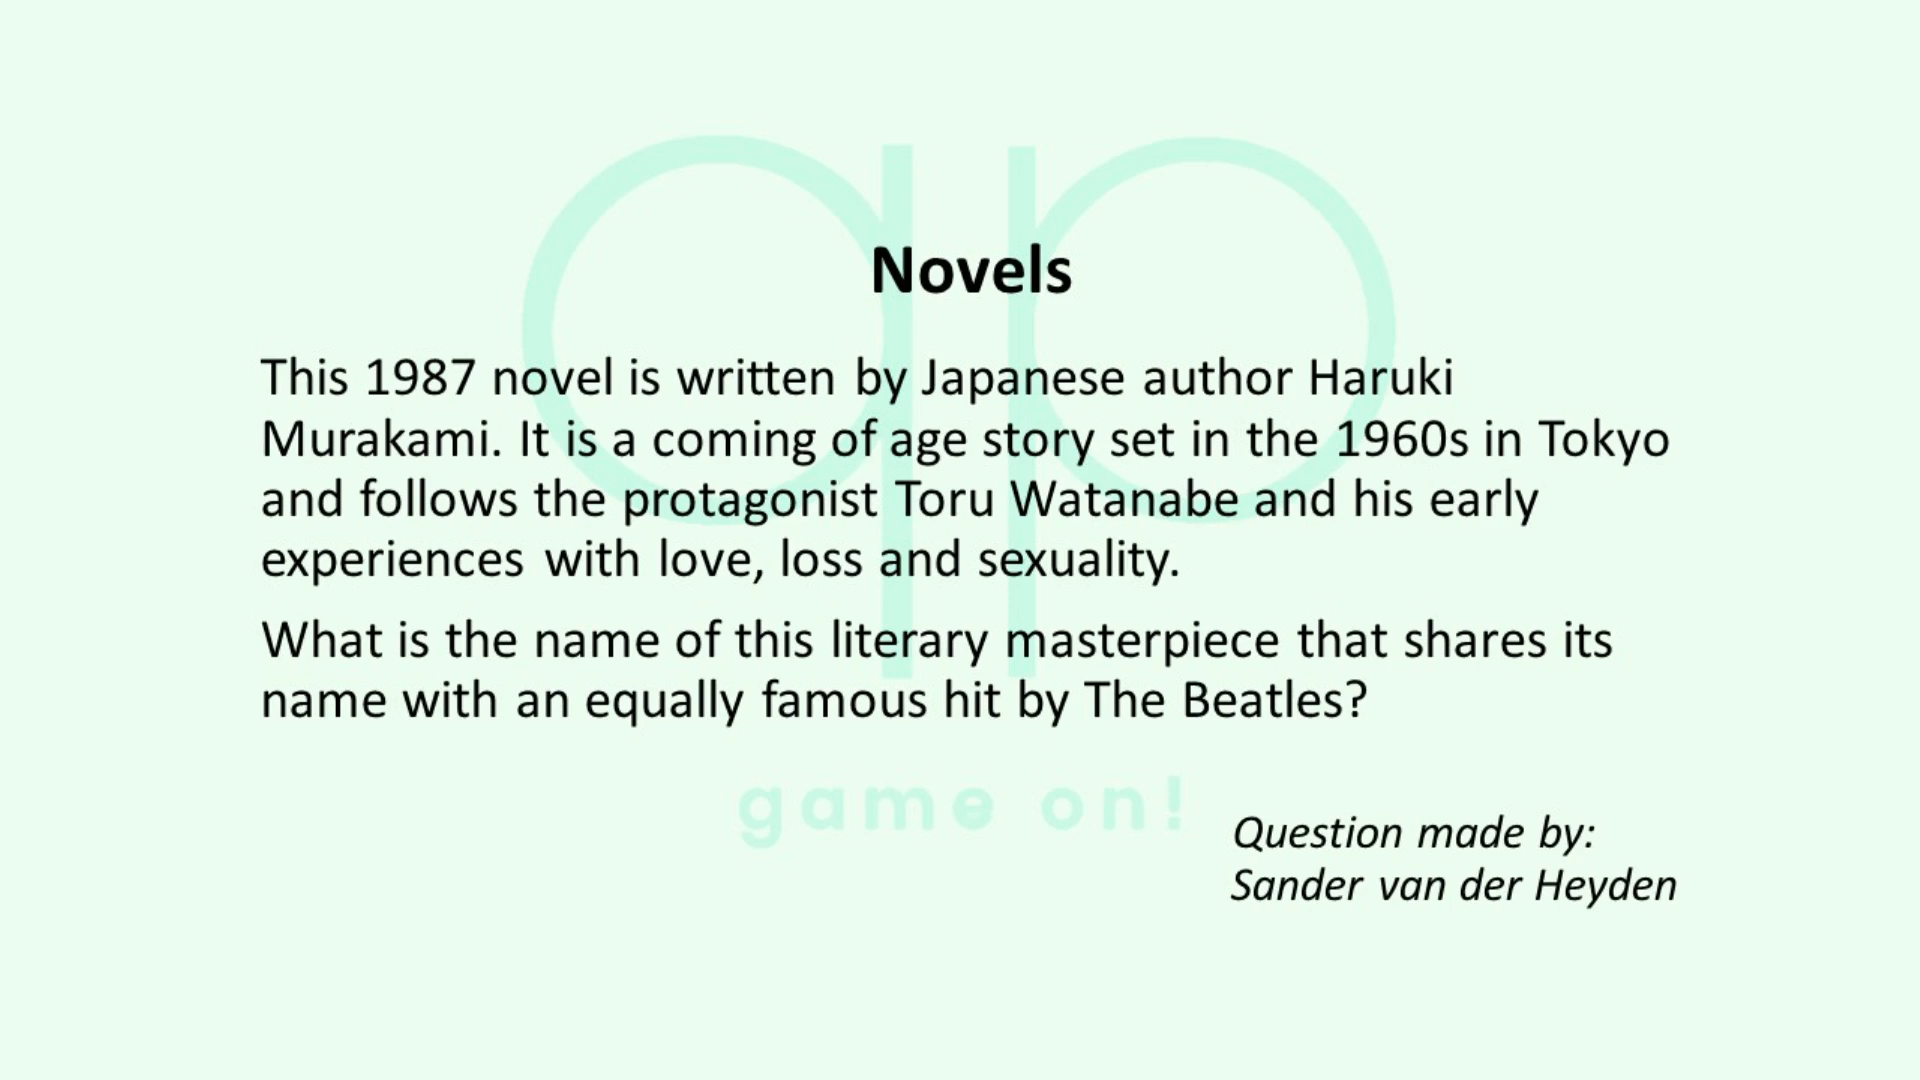 Novels
This 1987 novel is written by Japanese author Haruki
Murakami. It is a coming of age story set in the 1960s in Tokyo
and follows the protagonist Toru Watanabe and his early
experiences with love, loss and sexuality.
What is the name of this literary masterpiece that shares its
name with an equally famous hit by The Beatles?
game on!
Question made by:
Sander van der Heyden